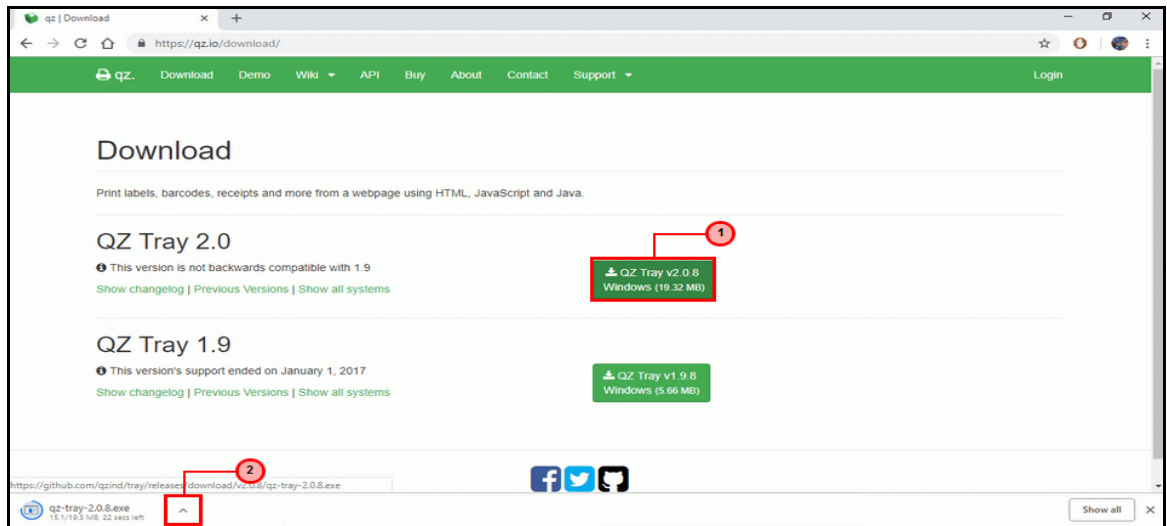 qz | Download
https://qz.io/download/
qz. Download Demo Wiki API Buy About Contact Support Login
Download
Print labels, barcodes, receipts and more from a webpage using HTML, JavaScript and Java.
QZ Tray 2.0
1
This version is not backwards compatible with 1.9
QZ Tray v2.0.8
Show changelog | Previous Versions | Show all systems
Windows (19.32 MB)
QZ Tray 1.9
This version's support ended on January 1, 2017
QZ Tray v1.9.8
Show changelog | Previous Versions | Show all systems
Windows (5.66 MB)
2
https://github.com/qzind/tray/releases/download/v2.0.8/qz-tray-2.0.8.exe
qz-tray-2.0.8.exe
15.1/19.3 MB, 22 secs left
Show all